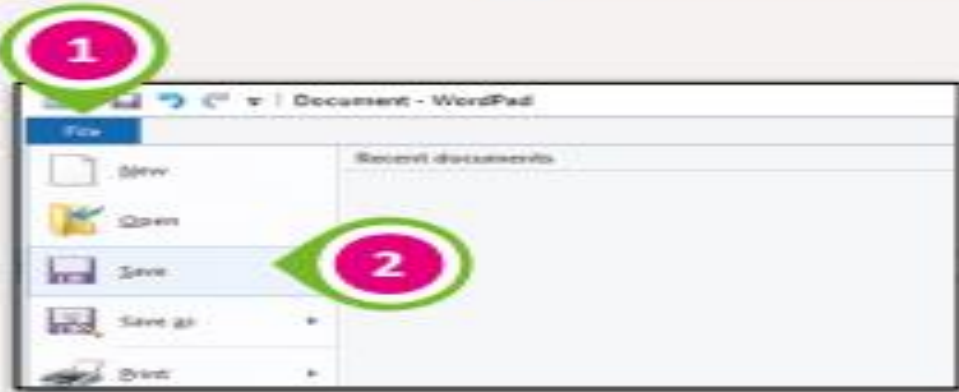 1
Document - WordPad
File
Recent documents
New
Open
2
Save
Save as
Print